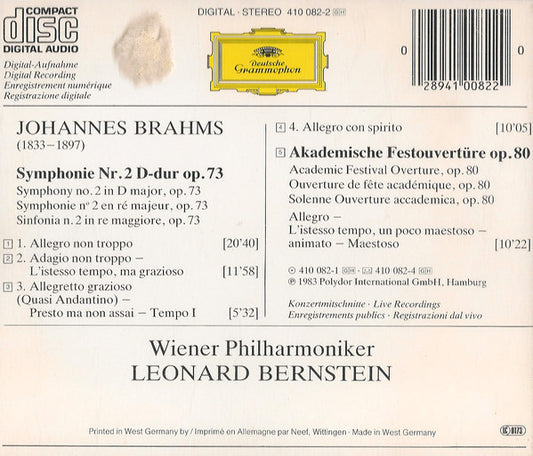 COMPACT
disc
DIGITAL AUDIO
DIGITAL · STEREO 410 082-2 GH
Digital-Aufnahme
Digital Recording
Enregistrement numérique
Registrazione digitale
Deutsche
Grammophon
0 0
28941 00822
JOHANNES BRAHMS
(1833–1897)
Symphonie Nr. 2 D-dur op. 73
Symphony no. 2 in D major, op. 73
Symphonie n° 2 en ré majeur, op. 73
Sinfonia n. 2 in re maggiore, op. 73
1 1. Allegro non troppo [20'40]
2 2. Adagio non troppo –
L'istesso tempo, ma grazioso [11'58]
3 3. Allegretto grazioso
(Quasi Andantino) –
Presto ma non assai – Tempo I [5'32]
4 4. Allegro con spirito [10'05]
5 Akademische Festouvertüre op. 80
Academic Festival Overture, op. 80
Ouverture de fête académique, op. 80
Solenne Ouverture accademica, op. 80
Allegro –
L'istesso tempo, un poco maestoso –
animato – Maestoso [10'22]
410 082-1 GH · 410 082-4 GH
℗ 1983 Polydor International GmbH, Hamburg
Konzertmitschnitte · Live Recordings
Enregistrements publics · Registrazioni dal vivo
Wiener Philharmoniker
LEONARD BERNSTEIN
Printed in West Germany by / Imprimé en Allemagne par Neef, Wittingen · Made in West Germany